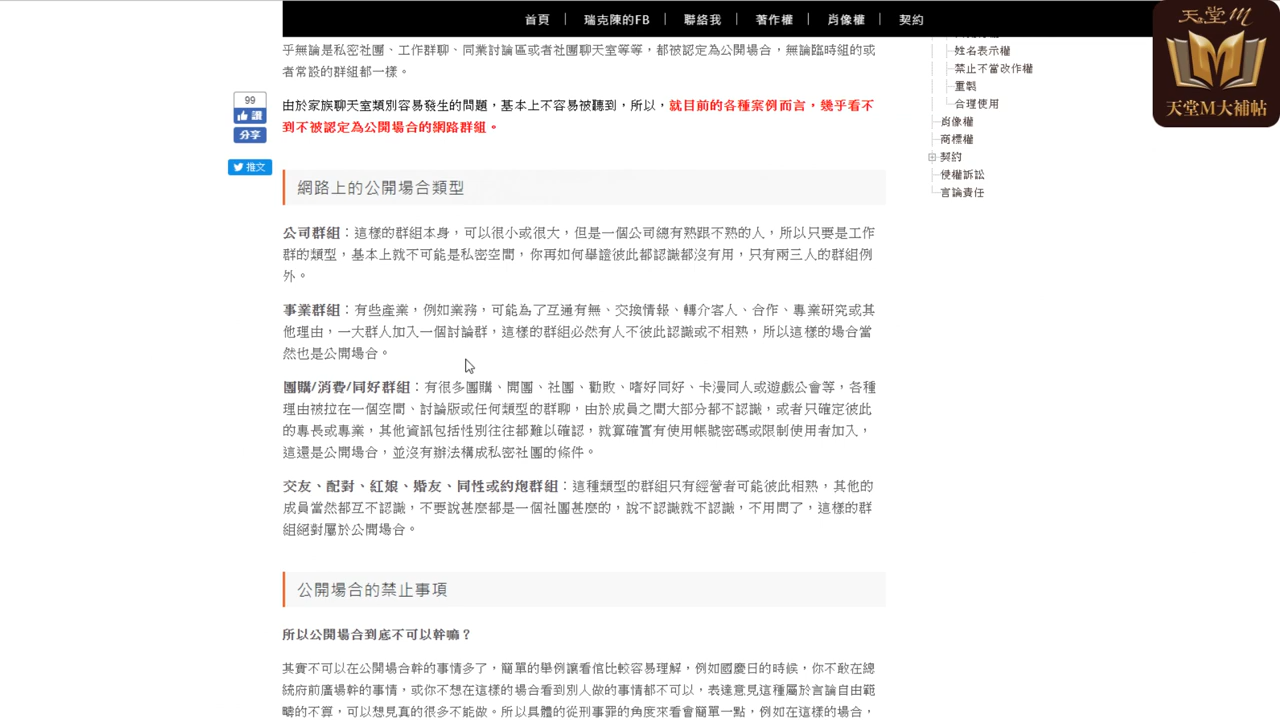 首頁 | 瑞克陳的FB | 聯絡我 | 著作權 | 肖像權 | 契約
天堂M
天堂M大補帖
乎無論是私密社團、工作群聊、同業討論區或者社團聊天室等等，都被認定為公開場合，無論臨時組的或
者常設的群組都一樣。
99
讚
分享
推文
由於家族聊天室類別容易發生的問題，基本上不容易被聽到，所以，就目前的各種案例而言，幾乎看不
到不被認定為公開場合的網路群組。
網路上的公開場合類型
公司群組：這樣的群組本身，可以很小或很大，但是一個公司總有熟跟不熟的人，所以只要是工作
群的類型，基本上就不可能是私密空間，你再如何舉證彼此都認識都沒有用，只有兩三人的群組例
外。
事業群組：有些產業，例如業務，可能為了互通有無、交換情報、轉介客人、合作、專業研究或其
他理由，一大群人加入一個討論群，這樣的群組必然有人不彼此認識或不相熟，所以這樣的場合當
然也是公開場合。
團購/消費/同好群組：有很多團購、開團、社團、勸敗、嗜好同好、卡漫同人或遊戲公會等，各種
理由被拉在一個空間、討論版或任何類型的群聊，由於成員之間大部分都不認識，或者只確定彼此
的專長或專業，其他資訊包括性別往往都難以確認，就算確實有使用帳號密碼或限制使用者加入，
這還是公開場合，並沒有辦法構成私密社團的條件。
交友、配對、紅娘、婚友、同性或約炮群組：這種類型的群組只有經營者可能彼此相熟，其他的
成員當然都互不認識，不要說甚麼都是一個社團甚麼的，說不認識就不認識，不用問了，這樣的群
組絕對屬於公開場合。
公開場合的禁止事項
所以公開場合到底不可以幹嘛？
其實不可以在公開場合幹的事情多了，簡單的舉例讓看倌比較容易理解，例如國慶日的時候，你不敢在總
統府前廣場幹的事情，或你不想在這樣的場合看到別人做的事情都不可以，表達意見這種屬於言論自由範
疇的不算，可以想見真的很多不能做。所以具體的從刑事罪的角度來看會簡單一點，例如在這樣的場合，
姓名表示權
禁止不當改作權
重製
合理使用
肖像權
商標權
契約
侵權訴訟
言論責任